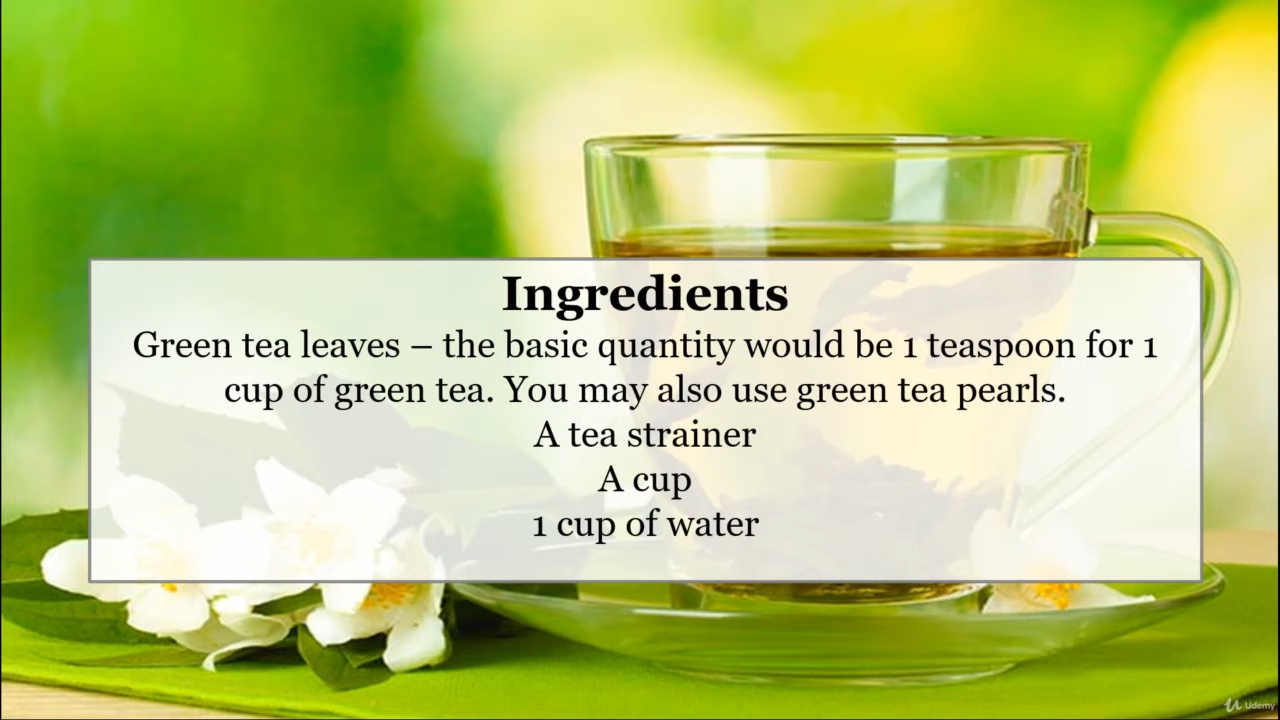 Ingredients
Green tea leaves – the basic quantity would be 1 teaspoon for 1
cup of green tea. You may also use green tea pearls.
A tea strainer
A cup
1 cup of water
Udemy